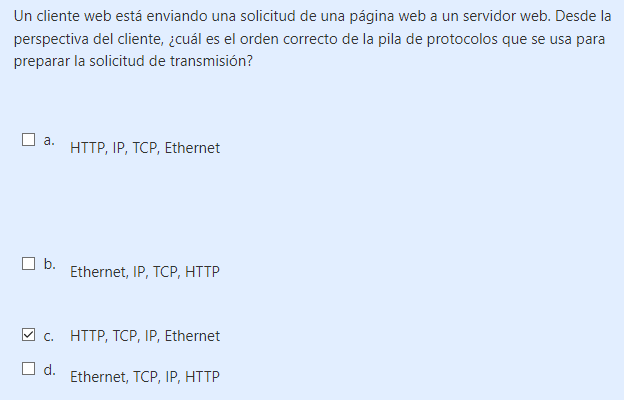 Un cliente web está enviando una solicitud de una página web a un servidor web. Desde la
perspectiva del cliente, ¿cuál es el orden correcto de la pila de protocolos que se usa para
preparar la solicitud de transmisión?
a. HTTP, IP, TCP, Ethernet
b. Ethernet, IP, TCP, HTTP
c. HTTP, TCP, IP, Ethernet
d. Ethernet, TCP, IP, HTTP